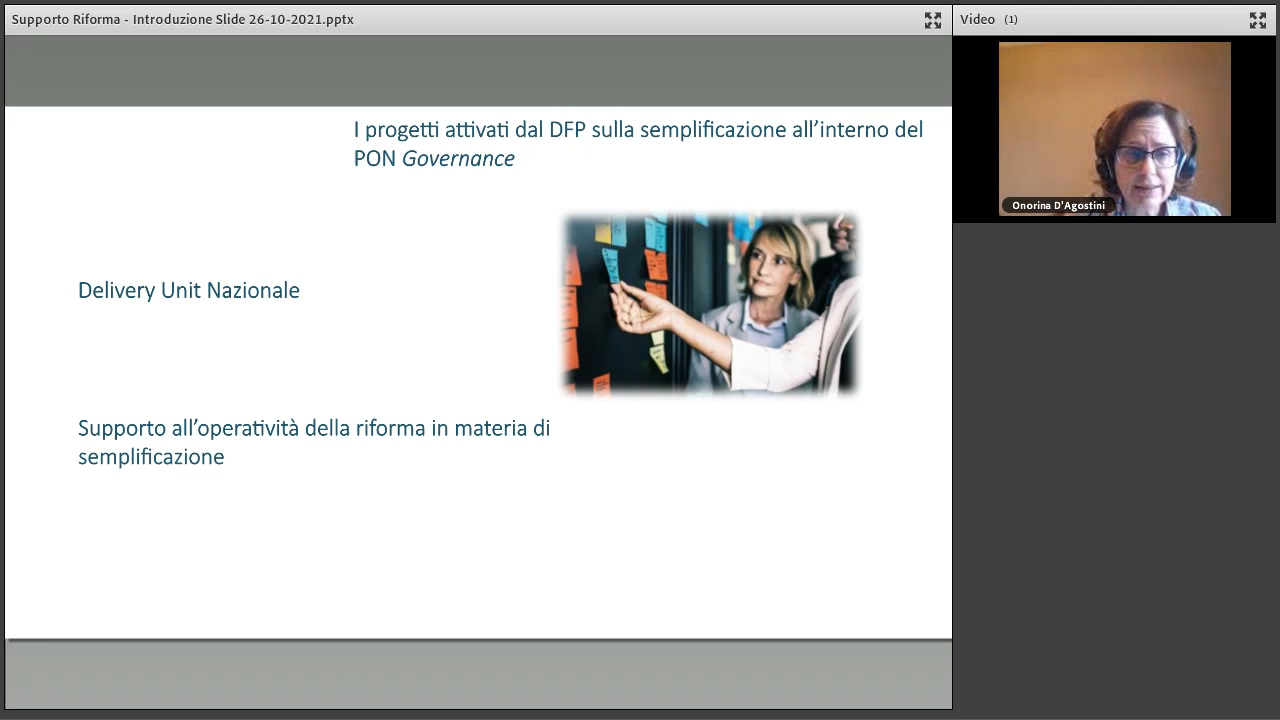 Supporto Riforma - Introduzione Slide 26-10-2021.pptx
Video (1)
I progetti attivati dal DFP sulla semplificazione all’interno del
PON Governance
Delivery Unit Nazionale
Supporto all’operatività della riforma in materia di
semplificazione
Onorina D'Agostini